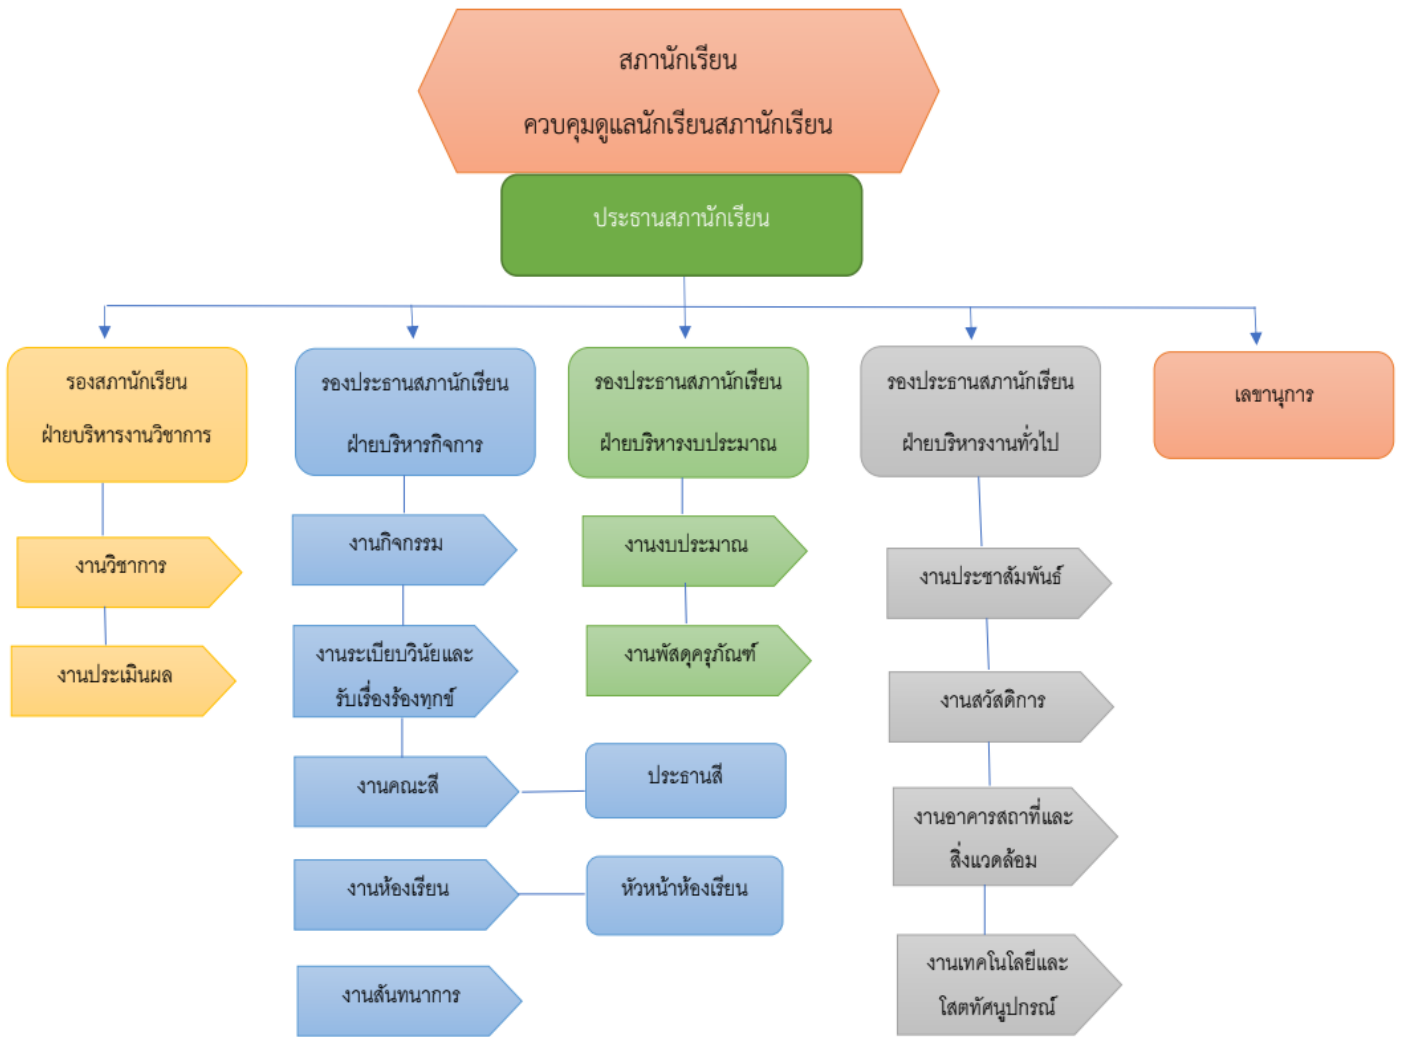 สภานักเรียน
ควบคุมดูแลนักเรียนสภานักเรียน
ประธานสภานักเรียน
รองสภานักเรียน
ฝ่ายบริหารงานวิชาการ
รองประธานสภานักเรียน
ฝ่ายบริหารกิจการ
รองประธานสภานักเรียน
ฝ่ายบริหารงบประมาณ
รองประธานสภานักเรียน
ฝ่ายบริหารงานทั่วไป
เลขานุการ
งานวิชาการ
งานประเมินผล
งานกิจกรรม
งานระเบียบวินัยและ
รับเรื่องร้องทุกข์
งานคณะสี
ประธานสี
งานห้องเรียน
หัวหน้าห้องเรียน
งานสันทนาการ
งานงบประมาณ
งานพัสดุครุภัณฑ์
งานประชาสัมพันธ์
งานสวัสดิการ
งานอาคารสถาที่และ
สิ่งแวดล้อม
งานเทคโนโลยีและ
โสตทัศนูปกรณ์